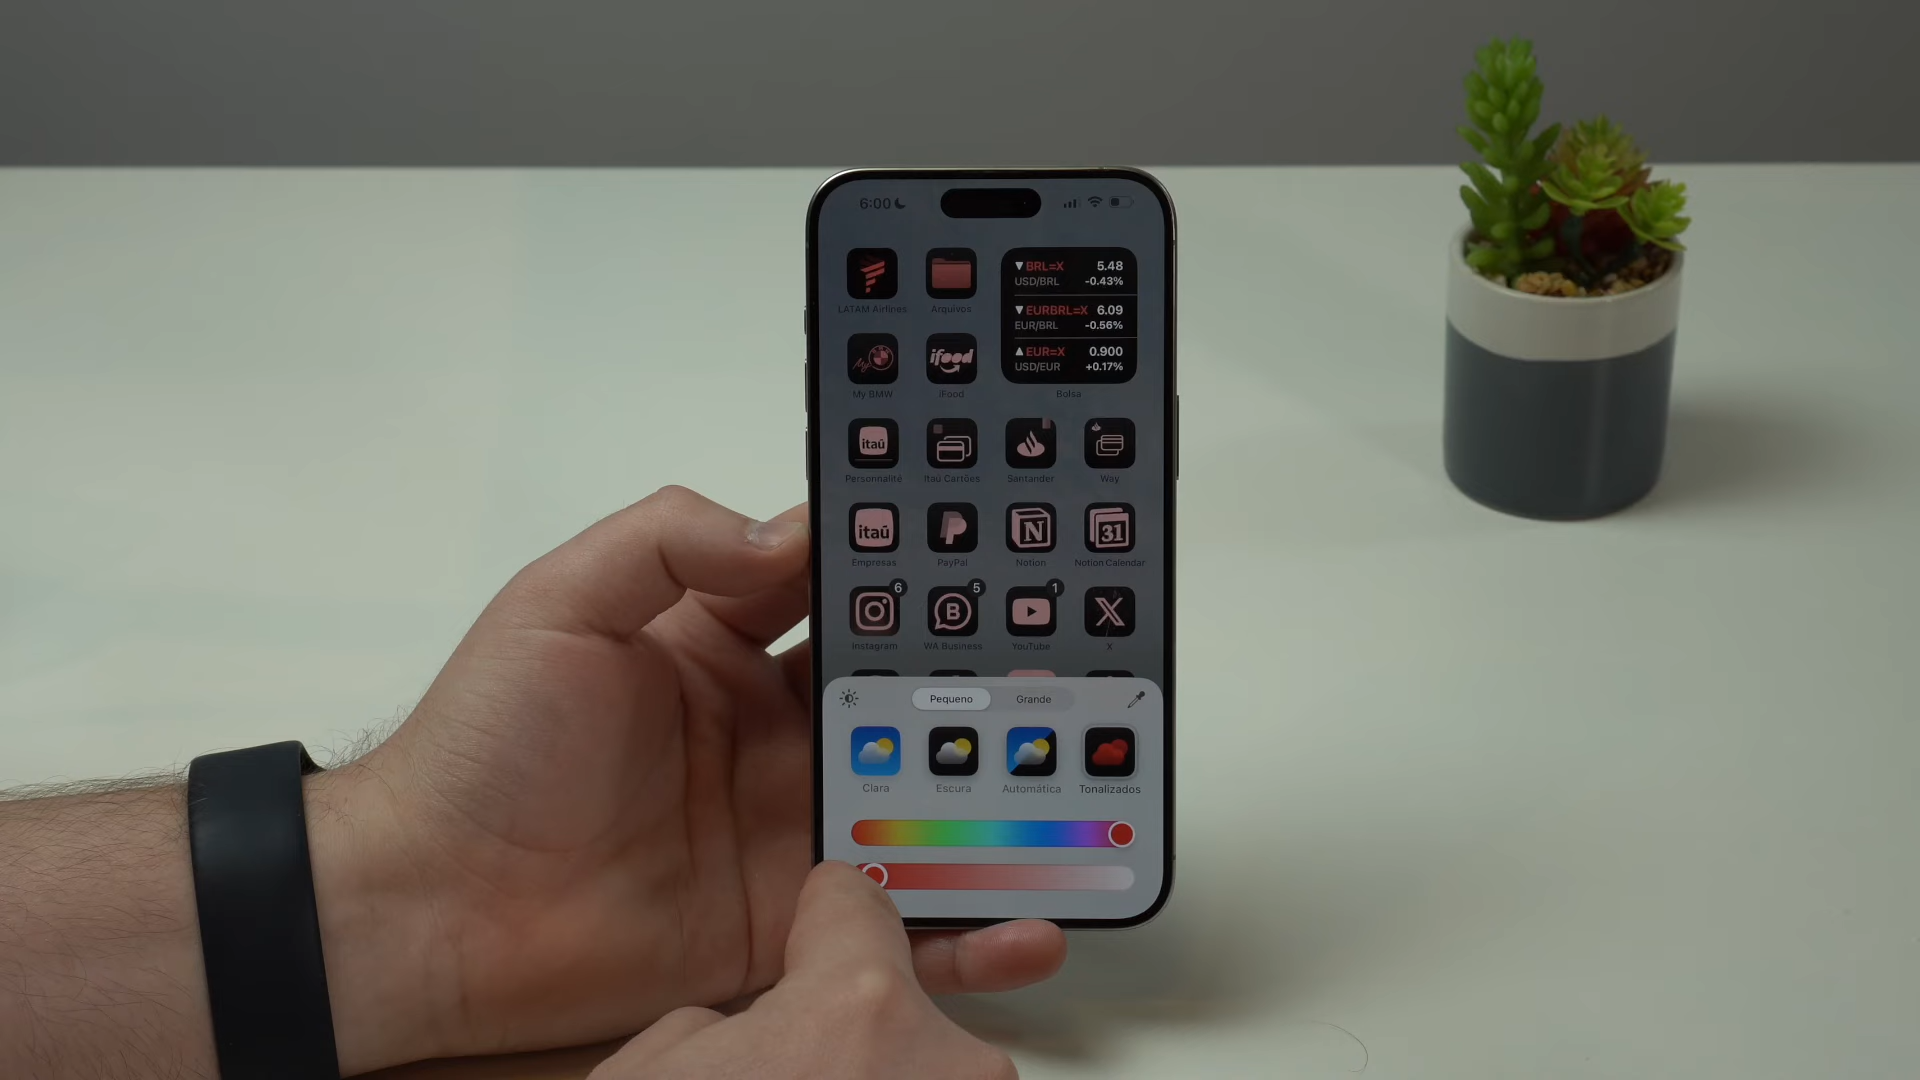 6:00
LATAM Airlines
Arquivos
BRL=X 5.48
USD/BRL -0.43%
EURBRL=X 6.09
EUR/BRL -0.56%
EUR=X 0.900
USD/EUR +0.17%
My
My BMW
ifood
iFood
Bolsa
itaú
Personnalité
Itaú Cartões
Santander
Way
itaú
Empresas
P
PayPal
N
Notion
31
Notion Calendar
6
Instagram
B
5
WA Business
1
YouTube
X
X
Pequeno
Grande
Clara
Escura
Automática
Tonalizados